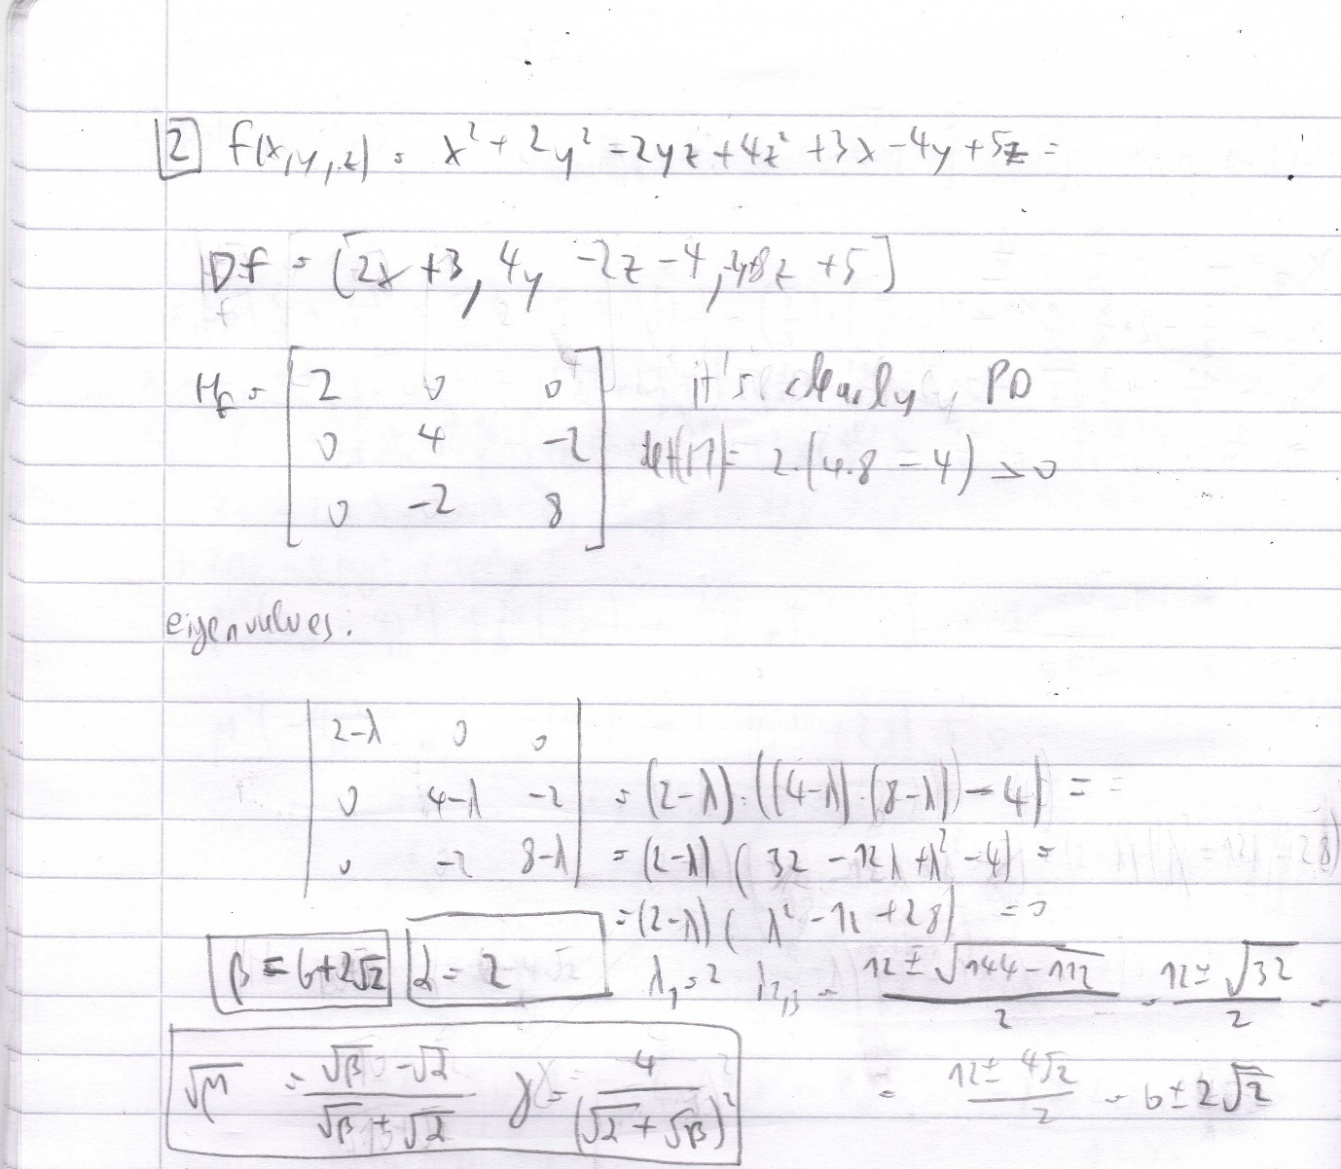 2 f(x,y,z) = x² + 2y² - 2yz + 4z² + 3x - 4y + 5z =
Df = [2x + 3, 4y - 2z - 4, 8z + 5]
H_f = [2 0 0 it's clearly PD
0 4 -2 det(H) = 2·(4·8 - 4) > 0
0 -2 8]
eigenvalues:
|2-λ 0 0
0 4-λ -2 = (2-λ)·((4-λ)·(8-λ) - 4) = =
0 -2 8-λ| = (2-λ)(32 - 12λ + λ² - 4) =
= (2-λ)(λ² - 12 + 28) = 0
β = 6+2√2 α = 2 λ₁ = 2 λ₂,₃ = (12 ± √(144 - 112))/2 = (12 ± √32)/2 =
√μ = (√β - √α)/(√β + √α) γ = 4/(√α + √β)² = (12 ± 4√2)/2 = 6 ± 2√2